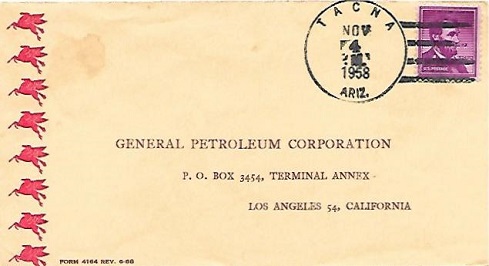 TACNA
NOV
4
1958
ARIZ.
U.S. POSTAGE
GENERAL PETROLEUM CORPORATION
P. O. BOX 3454, TERMINAL ANNEX
LOS ANGELES 54, CALIFORNIA
FORM 4164 REV. 6-58